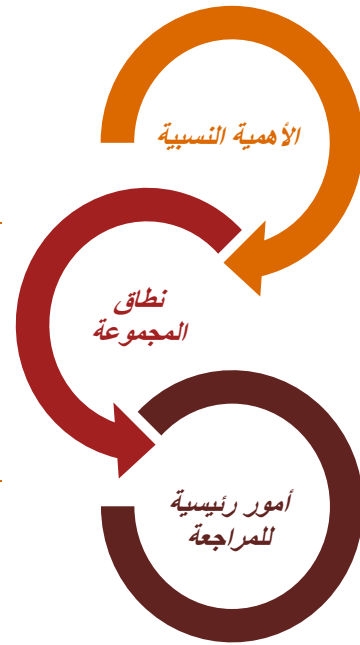 الأهمية النسبية
نطاق
المجموعة
أمور رئيسية
للمراجعة